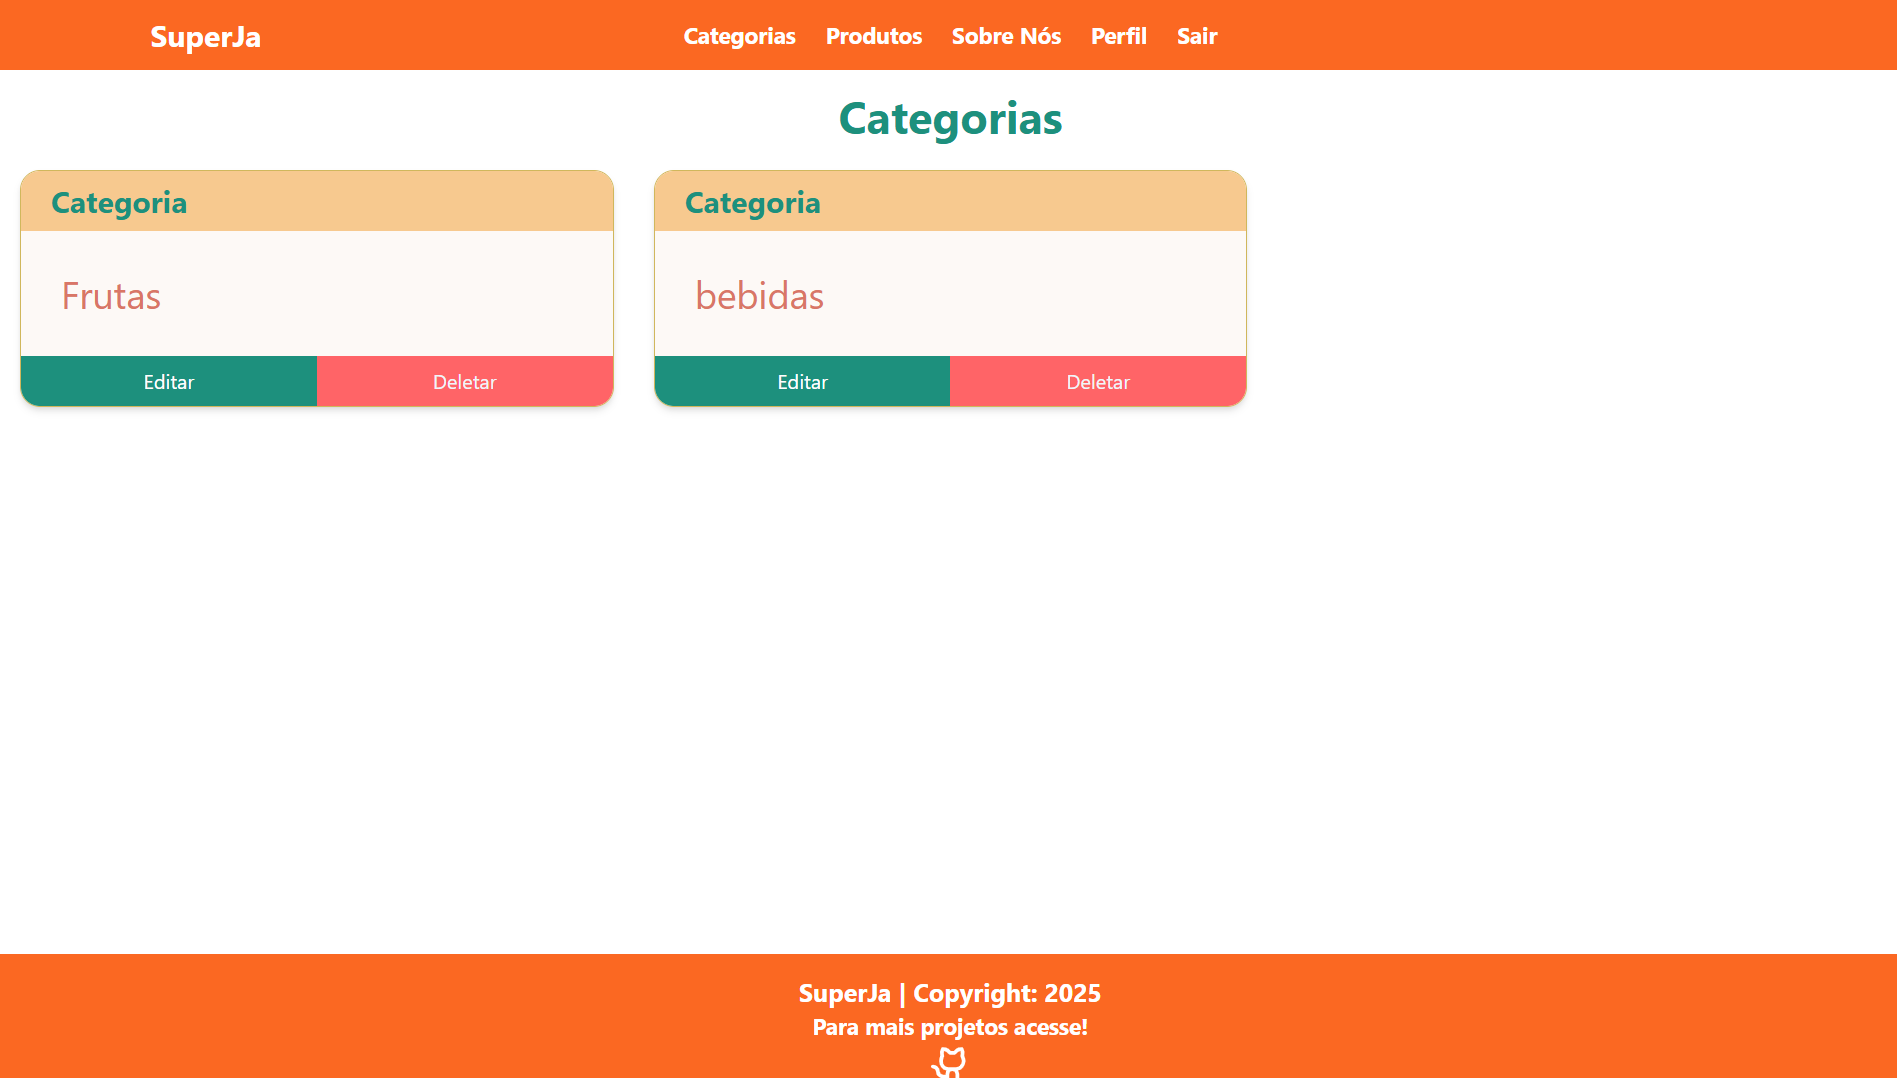 SuperJa
Categorias Produtos Sobre Nós Perfil Sair
Categorias
Categoria
Frutas
Editar Deletar
Categoria
bebidas
Editar Deletar
SuperJa | Copyright: 2025
Para mais projetos acesse!